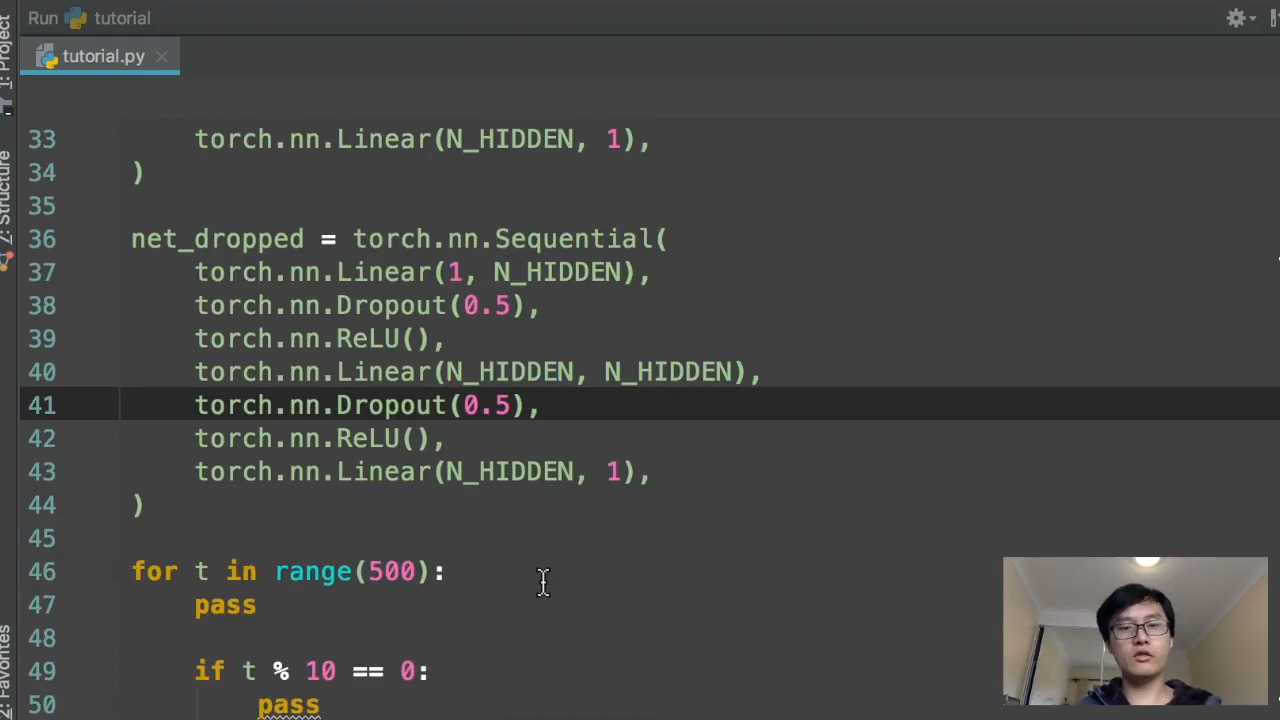 Run tutorial
1: Project
tutorial.py
7: Structure
2: Favorites
33 torch.nn.Linear(N_HIDDEN, 1),
34 )
35
36 net_dropped = torch.nn.Sequential(
37 torch.nn.Linear(1, N_HIDDEN),
38 torch.nn.Dropout(0.5),
39 torch.nn.ReLU(),
40 torch.nn.Linear(N_HIDDEN, N_HIDDEN),
41 torch.nn.Dropout(0.5),
42 torch.nn.ReLU(),
43 torch.nn.Linear(N_HIDDEN, 1),
44 )
45
46 for t in range(500):
47 pass
48
49 if t % 10 == 0:
50 pass